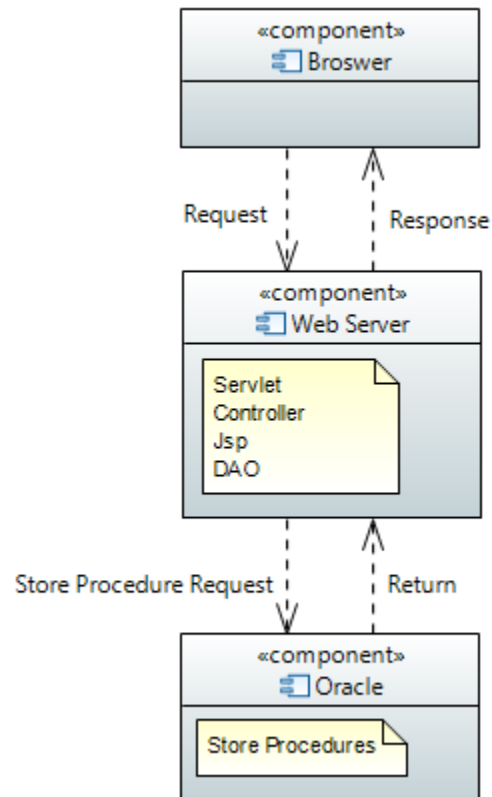 «component»
Broswer
Request
Response
«component»
Web Server
Servlet
Controller
Jsp
DAO
Store Procedure Request
Return
«component»
Oracle
Store Procedures